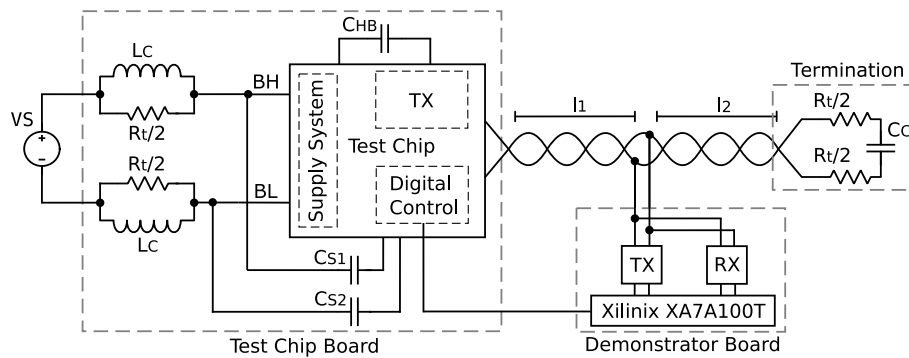 CHB
LC
Termination
VS
Rt/2
BH
Supply System
TX
Test Chip
l1
l2
Rt/2
CC
Rt/2
Rt/2
BL
Digital
Control
LC
CS1
CS2
TX
RX
Xilinix XA7A100T
Test Chip Board
Demonstrator Board